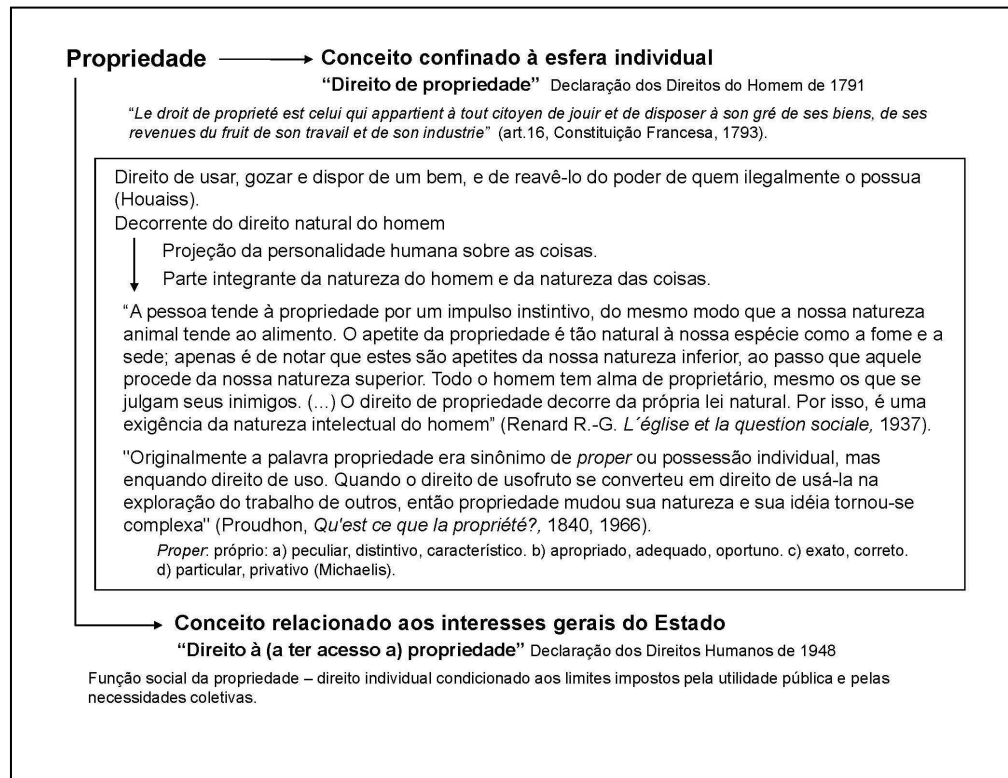 Propriedade Conceito confinado à esfera individual
“Direito de propriedade” Declaração dos Direitos do Homem de 1791
“Le droit de proprieté est celui qui appartient à tout citoyen de jouir et de disposer à son gré de ses biens, de ses
revenues du fruit de son travail et de son industrie” (art.16, Constituição Francesa, 1793).
Direito de usar, gozar e dispor de um bem, e de reavê-lo do poder de quem ilegalmente o possua
(Houaiss).
Decorrente do direito natural do homem
Projeção da personalidade humana sobre as coisas.
Parte integrante da natureza do homem e da natureza das coisas.
“A pessoa tende à propriedade por um impulso instintivo, do mesmo modo que a nossa natureza
animal tende ao alimento. O apetite da propriedade é tão natural à nossa espécie como a fome e a
sede; apenas é de notar que estes são apetites da nossa natureza inferior, ao passo que aquele
procede da nossa natureza superior. Todo o homem tem alma de proprietário, mesmo os que se
julgam seus inimigos. (...) O direito de propriedade decorre da própria lei natural. Por isso, é uma
exigência da natureza intelectual do homem” (Renard R.-G. L´église et la question sociale, 1937).
"Originalmente a palavra propriedade era sinônimo de proper ou possessão individual, mas
enquando direito de uso. Quando o direito de usofruto se converteu em direito de usá-la na
exploração do trabalho de outros, então propriedade mudou sua natureza e sua idéia tornou-se
complexa" (Proudhon, Qu'est ce que la propriété?, 1840, 1966).
Proper: próprio: a) peculiar, distintivo, característico. b) apropriado, adequado, oportuno. c) exato, correto.
d) particular, privativo (Michaelis).
Conceito relacionado aos interesses gerais do Estado
“Direito à (a ter acesso a) propriedade” Declaração dos Direitos Humanos de 1948
Função social da propriedade – direito individual condicionado aos limites impostos pela utilidade pública e pelas
necessidades coletivas.